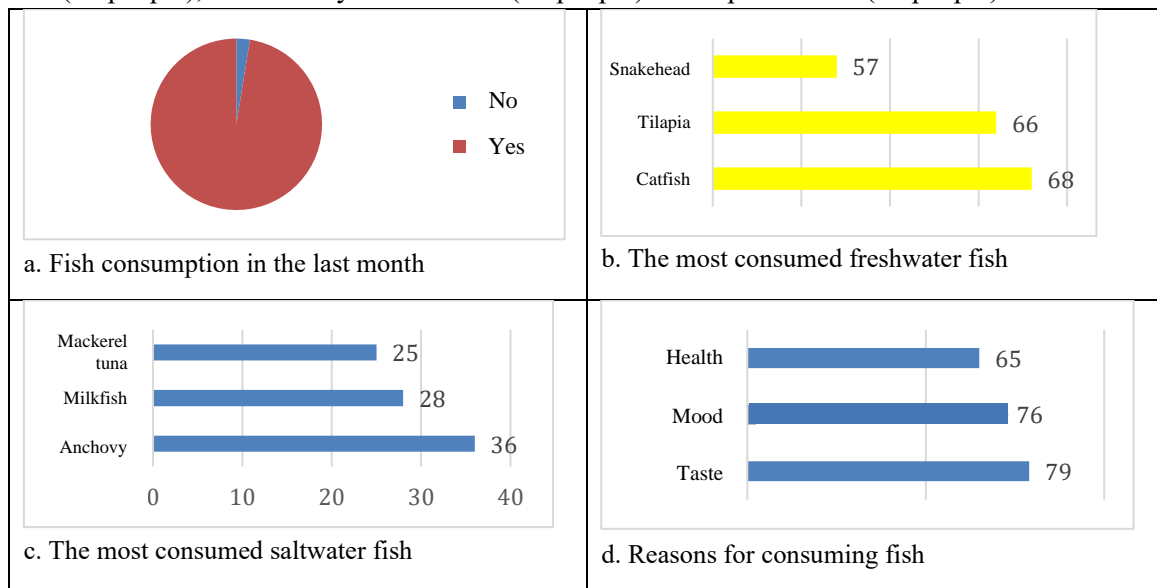 No
Yes
a. Fish consumption in the last month
Snakehead 57
Tilapia 66
Catfish 68
b. The most consumed freshwater fish
Mackerel
tuna 25
Milkfish 28
Anchovy 36
0 10 20 30 40
c. The most consumed saltwater fish
Health 65
Mood 76
Taste 79
d. Reasons for consuming fish